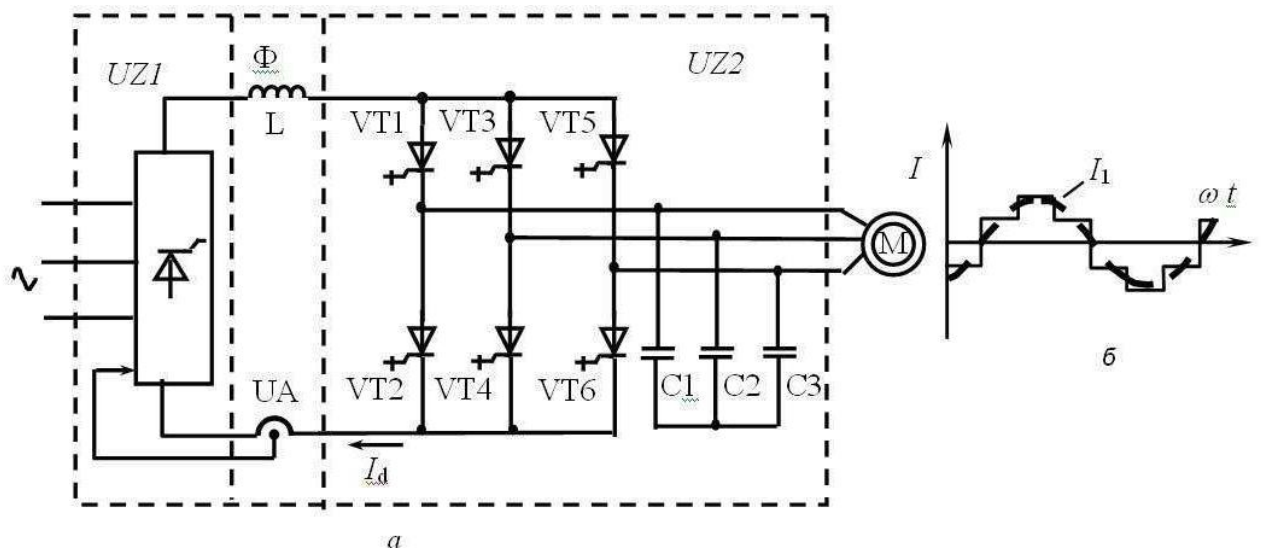 UZ1
Ф
L
UZ2
VT1
VT3
VT5
M
I
I1
ω t
VT2
VT4
VT6
C1
C2
C3
UA
Id
а
б